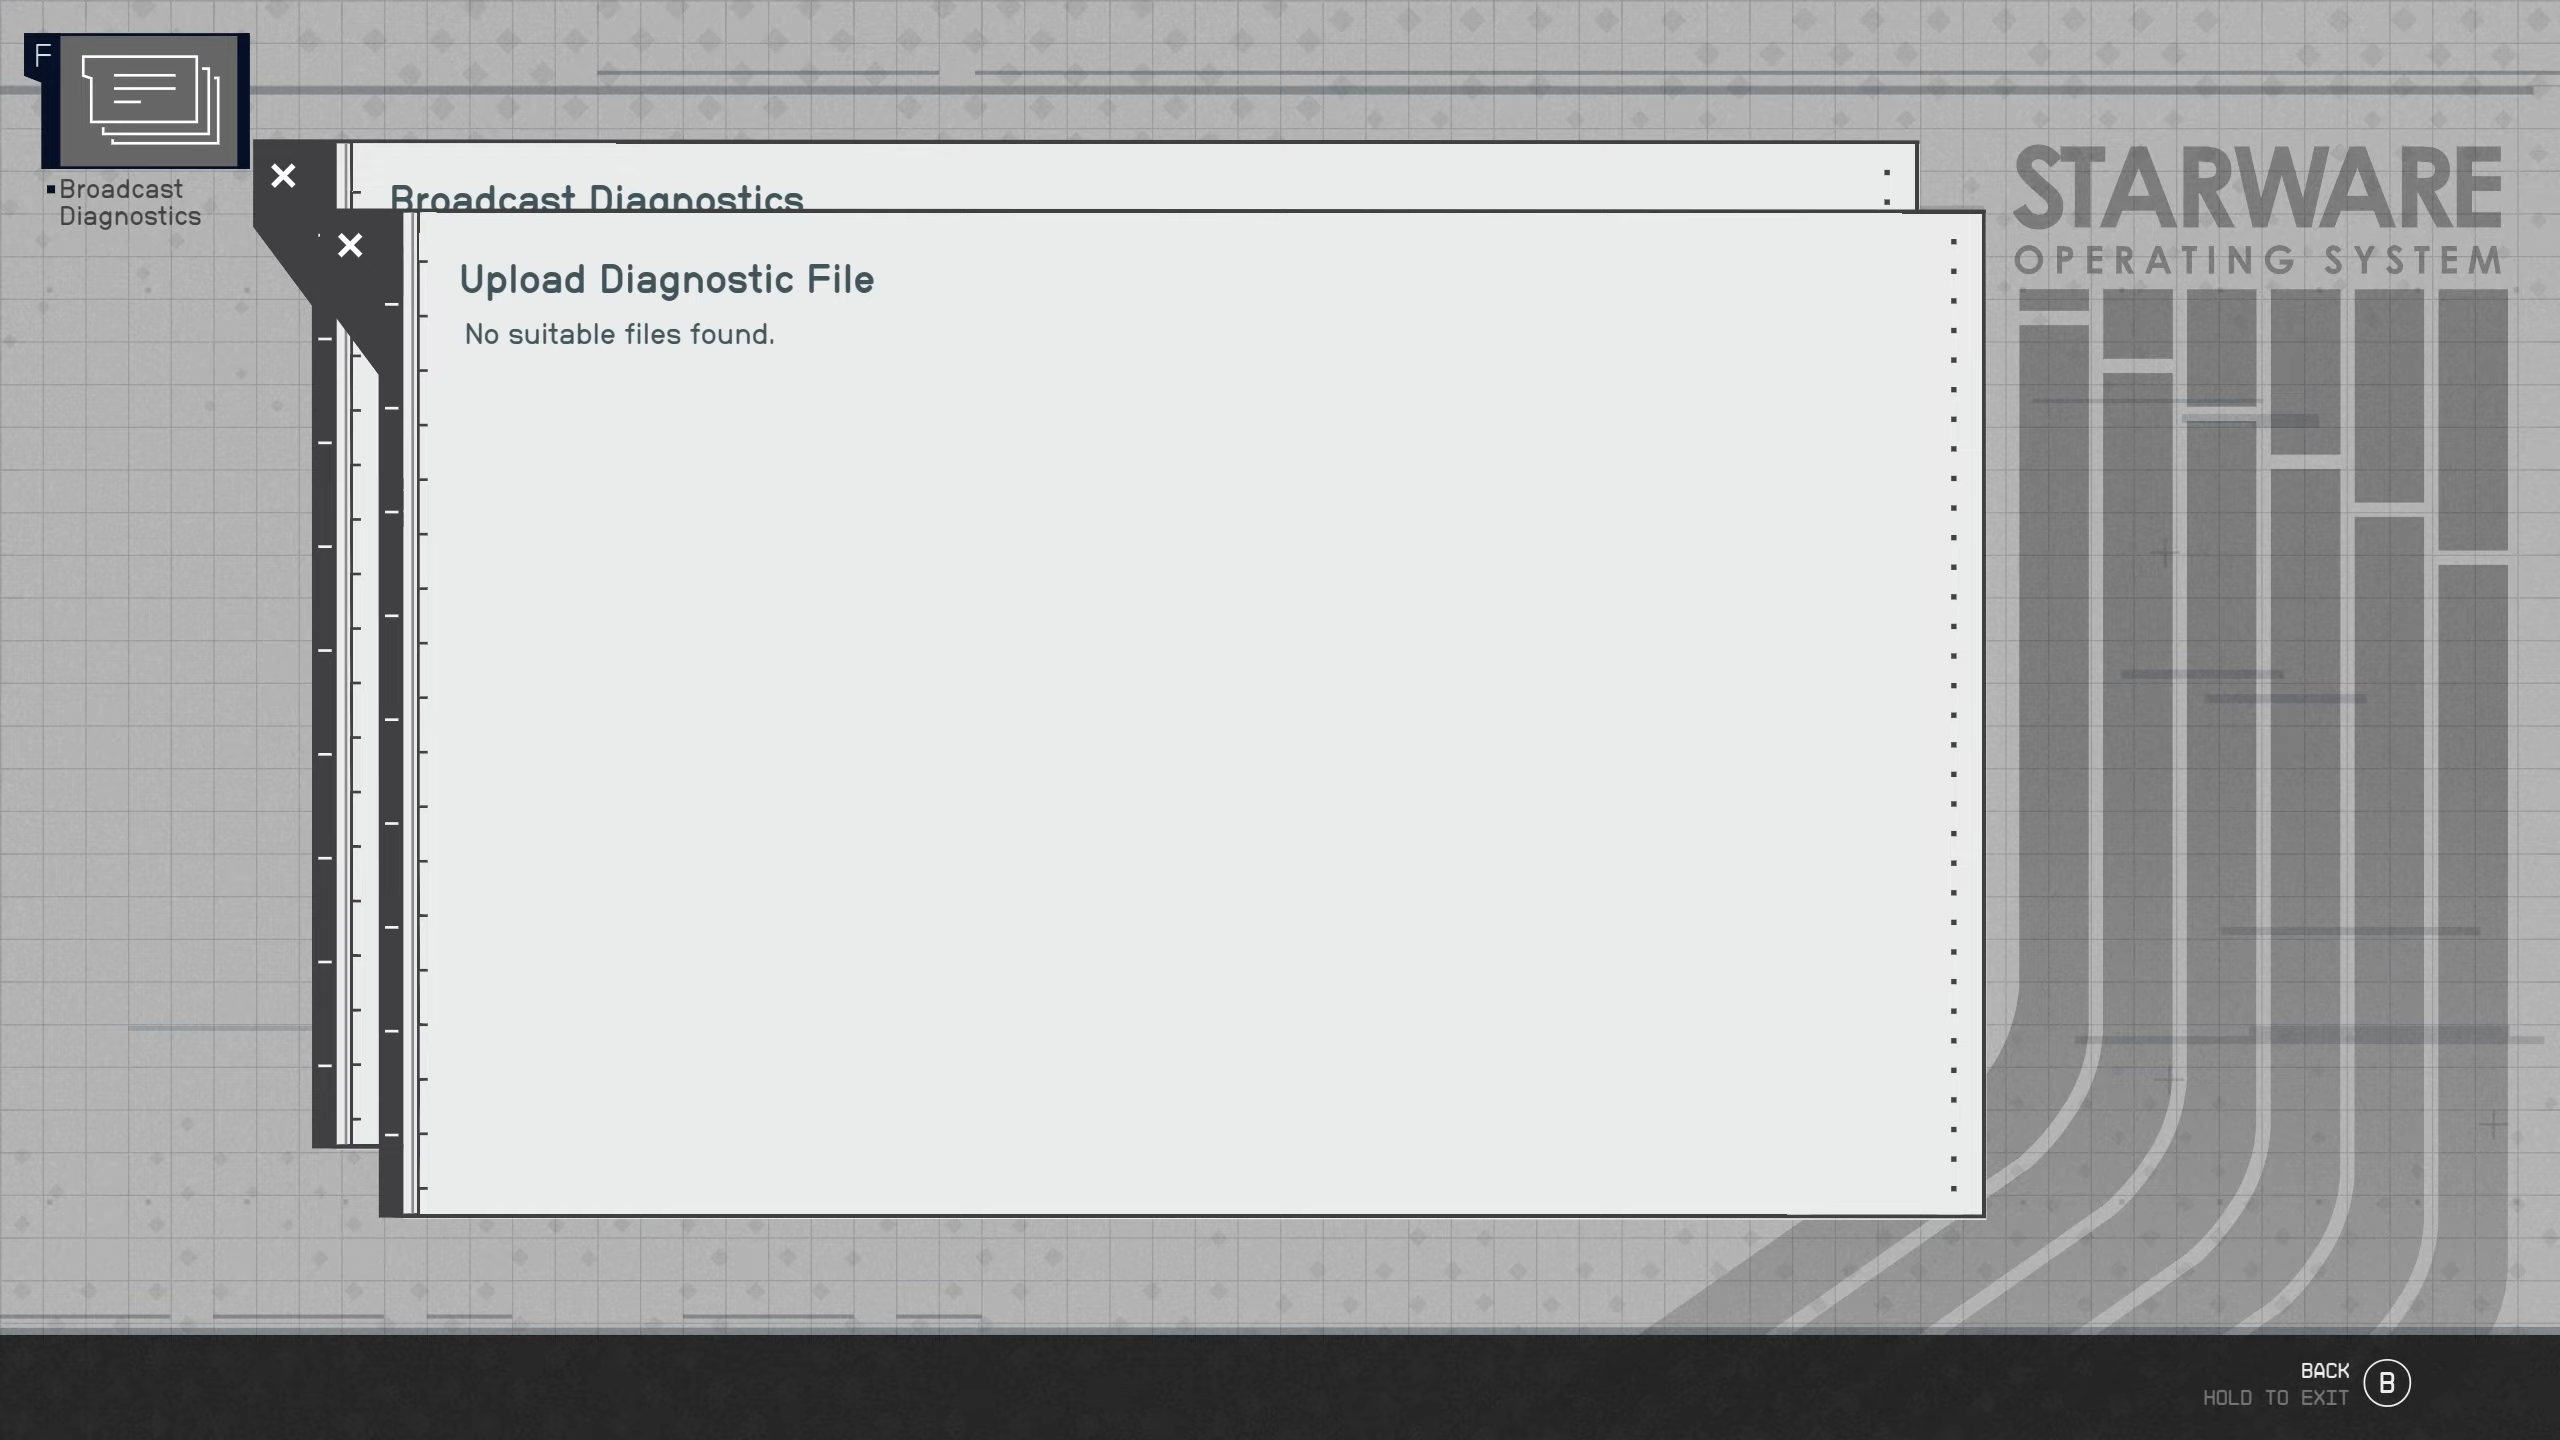 F
Broadcast
Diagnostics
Broadcast Diagnostics
Upload Diagnostic File
No suitable files found.
STARWARE
OPERATING SYSTEM
BACK
HOLD TO EXIT
B